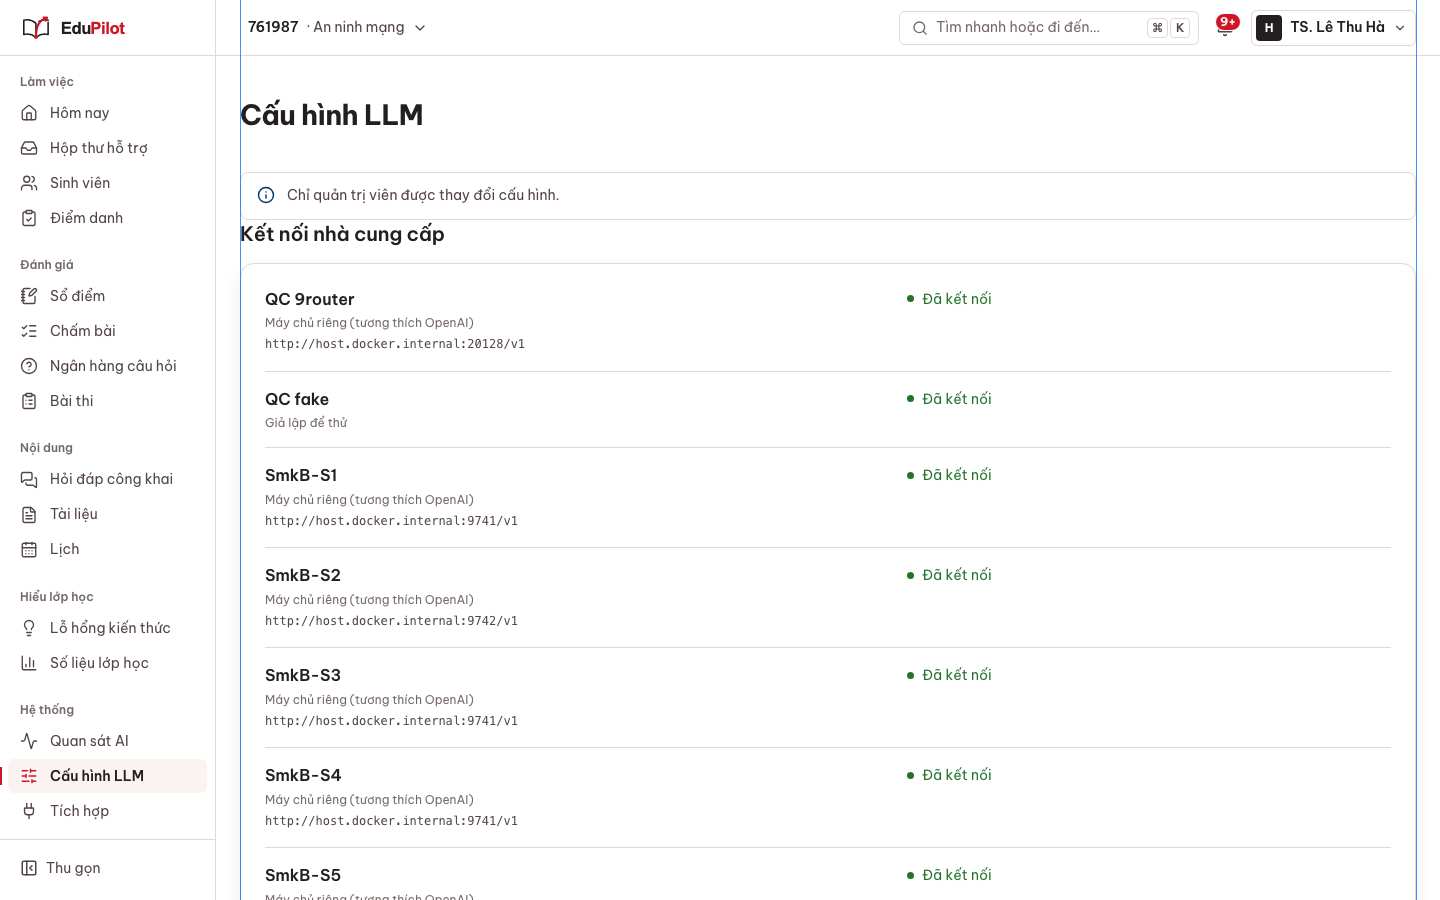 EduPilot
761987 · An ninh mạng
Tìm nhanh hoặc đi đến...
⌘ K
9+
H
TS. Lê Thu Hà
Làm việc
Hôm nay
Hộp thư hỗ trợ
Sinh viên
Điểm danh
Đánh giá
Sổ điểm
Chấm bài
Ngân hàng câu hỏi
Bài thi
Nội dung
Hỏi đáp công khai
Tài liệu
Lịch
Hiểu lớp học
Lỗ hổng kiến thức
Số liệu lớp học
Hệ thống
Quan sát AI
Cấu hình LLM
Tích hợp
Thu gọn
Cấu hình LLM
Chỉ quản trị viên được thay đổi cấu hình.
Kết nối nhà cung cấp
QC 9router
Đã kết nối
Máy chủ riêng (tương thích OpenAI)
http://host.docker.internal:20128/v1
QC fake
Đã kết nối
Giả lập để thử
SmkB-S1
Đã kết nối
Máy chủ riêng (tương thích OpenAI)
http://host.docker.internal:9741/v1
SmkB-S2
Đã kết nối
Máy chủ riêng (tương thích OpenAI)
http://host.docker.internal:9742/v1
SmkB-S3
Đã kết nối
Máy chủ riêng (tương thích OpenAI)
http://host.docker.internal:9741/v1
SmkB-S4
Đã kết nối
Máy chủ riêng (tương thích OpenAI)
http://host.docker.internal:9741/v1
SmkB-S5
Đã kết nối
Máy chủ riêng (tương thích OpenAI)